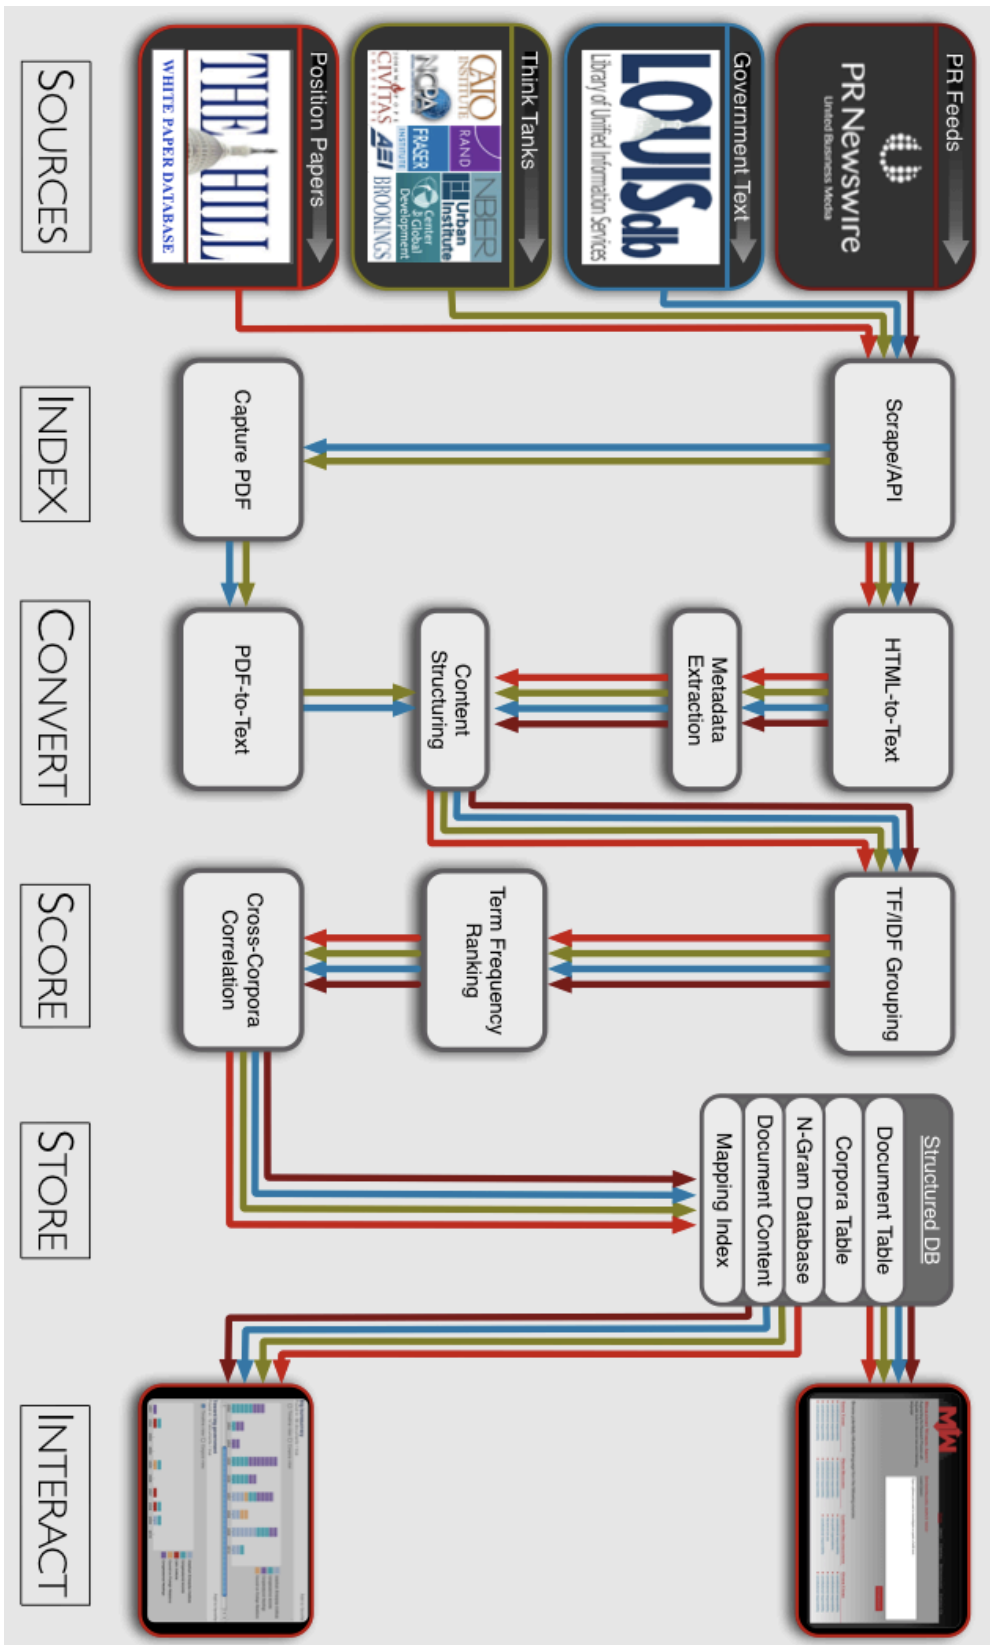 SOURCES
INDEX
CONVERT
SCORE
STORE
INTERACT
PR Feeds
PR Newswire
United Business Media
Government Text
LOUISdb
Library of Unified Information Services
Think Tanks
CATO
INSTITUTE
RAND
NBER
NCPA
FRASER
INSTITUTE
Urban
Institute
JOHN LOCKE
CIVITAS
INSTITUTE
AEI
Center
& Global
Development
BROOKINGS
Position Papers
THE HILL
WHITE PAPER DATABASE
Scrape/API
Capture PDF
HTML-to-Text
Metadata
Extraction
Content
Structuring
PDF-to-Text
TF/IDF Grouping
Term Frequency
Ranking
Cross-Corpora
Correlation
Structured DB
Document Table
Corpora Table
N-Gram Database
Document Content
Mapping Index
MW